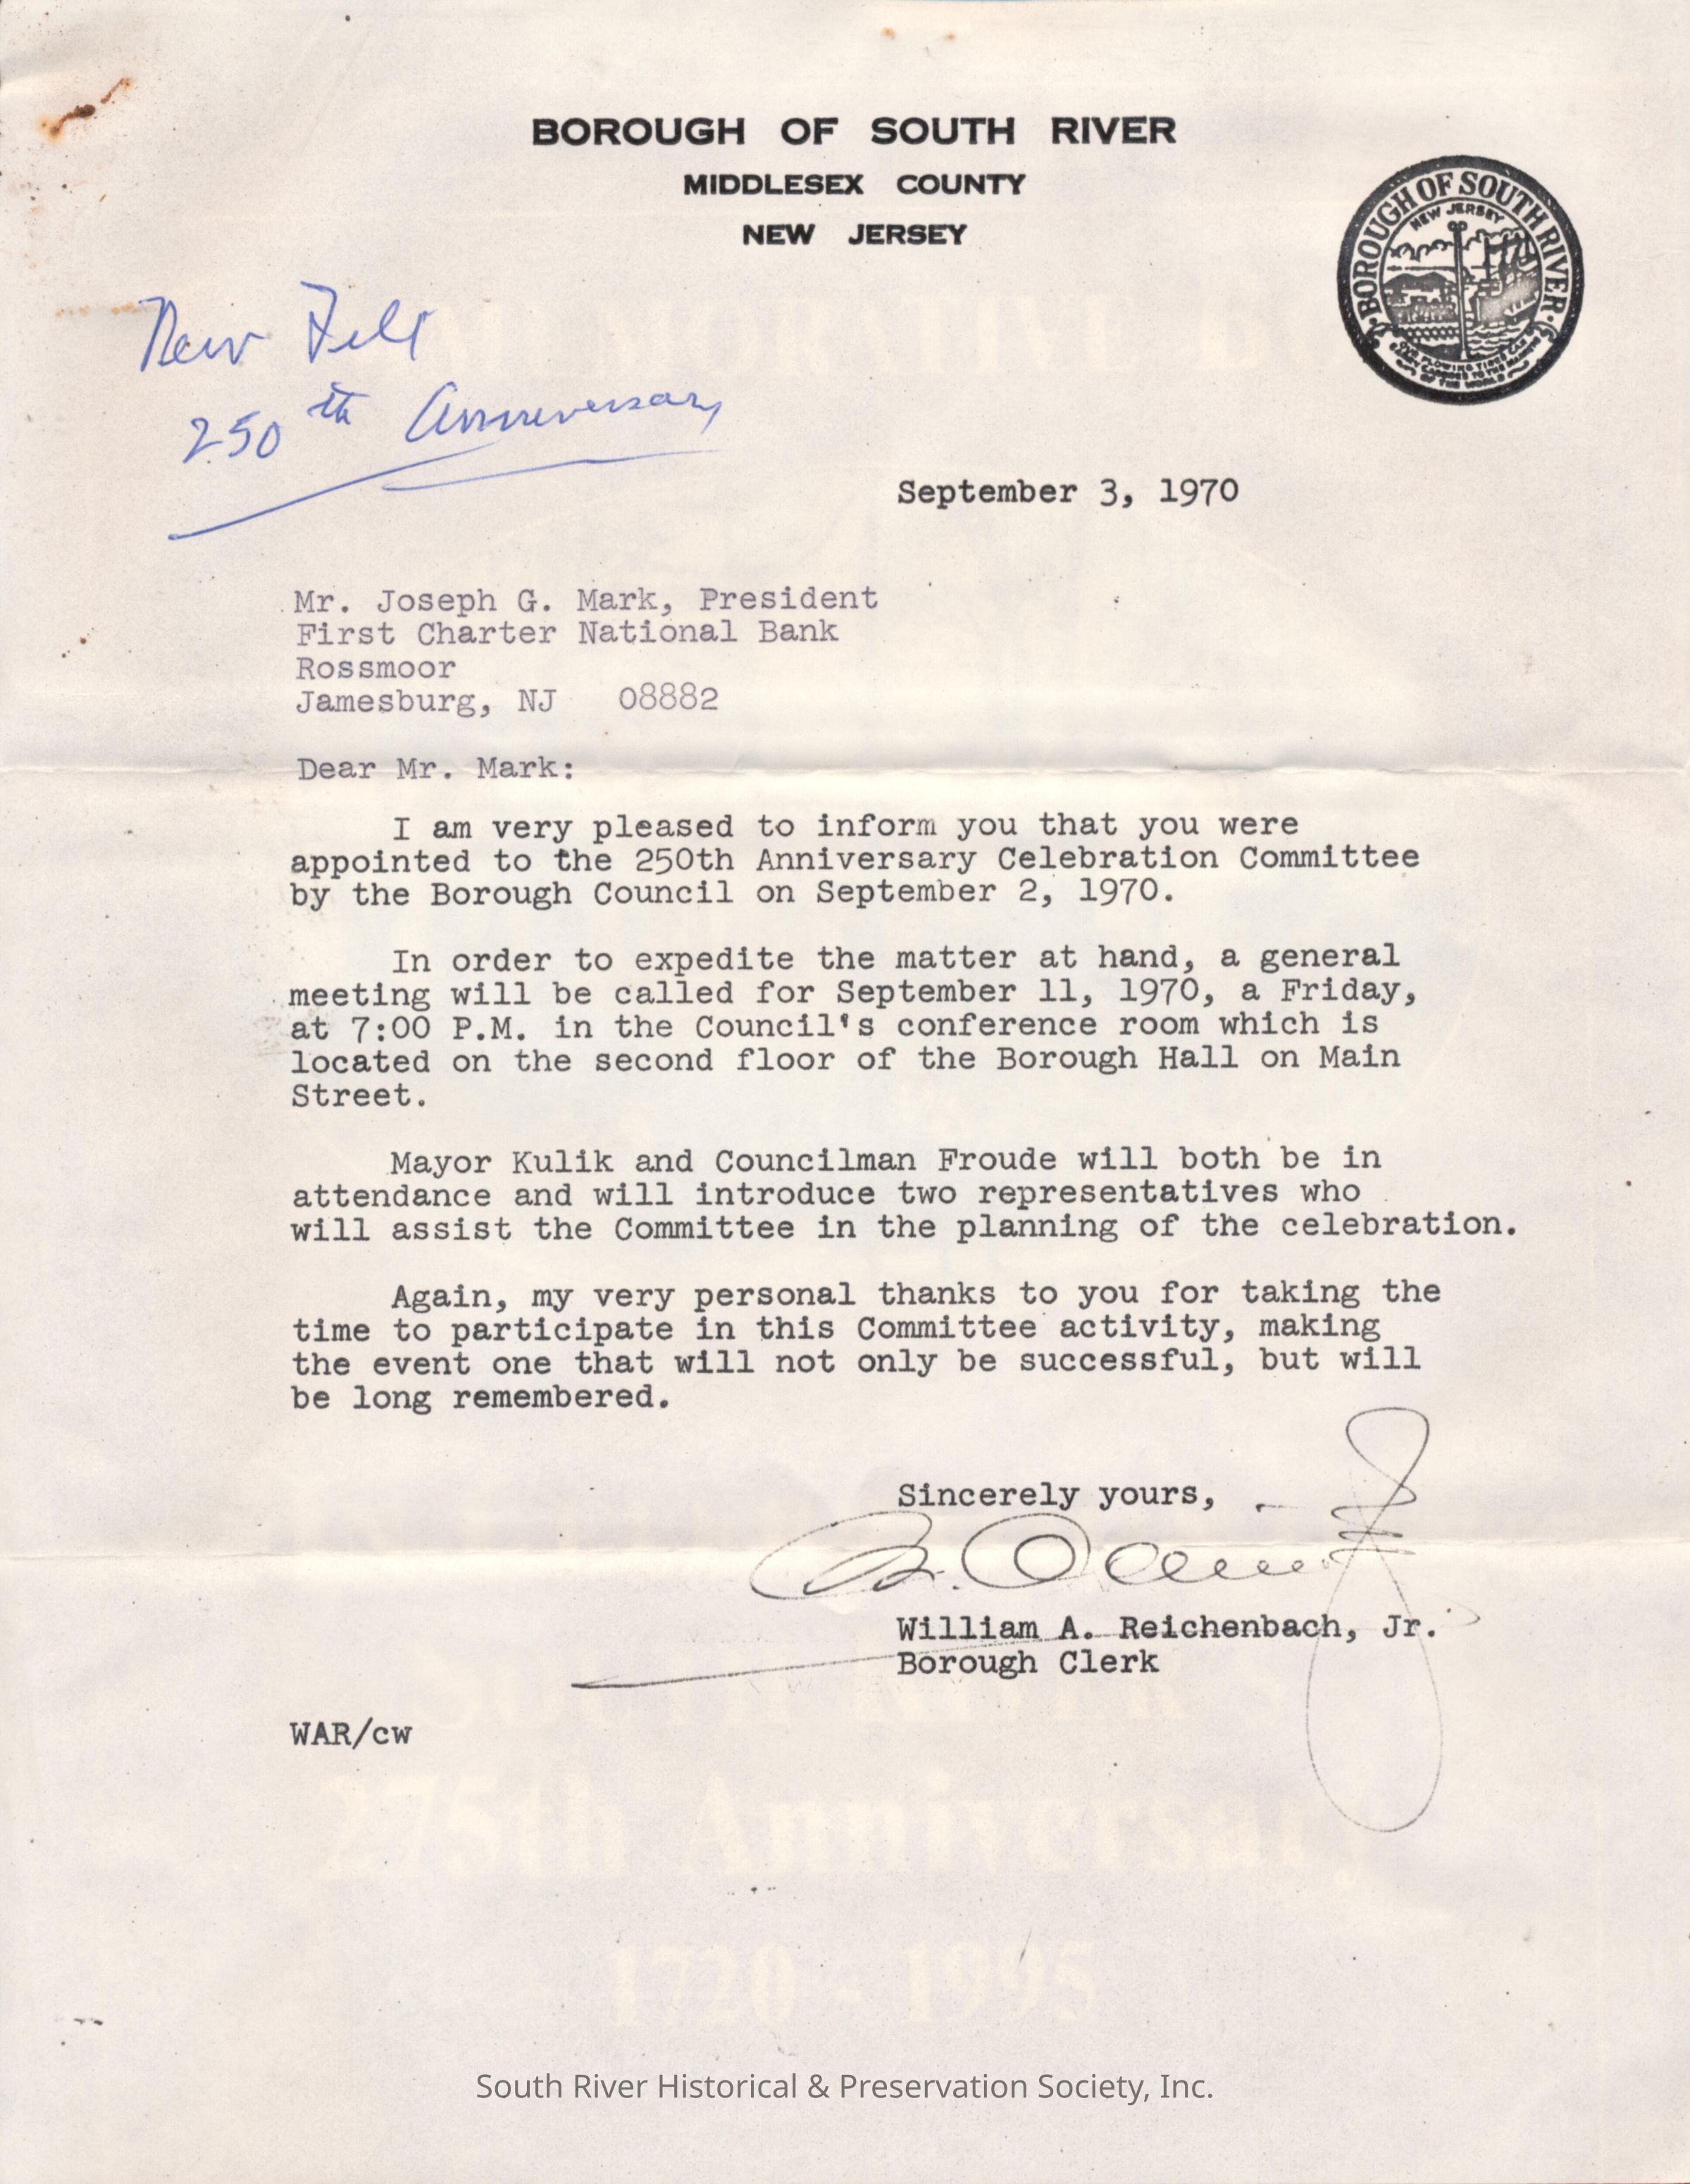 BOROUGH OF SOUTH RIVER
MIDDLESEX COUNTY
NEW JERSEY
BOROUGH OF SOUTH RIVER
NEW JERSEY
New File
250th Anniversary
September 3, 1970
Mr. Joseph G. Mark, President
First Charter National Bank
Rossmoor
Jamesburg, NJ 08882
Dear Mr. Mark:
I am very pleased to inform you that you were
appointed to the 250th Anniversary Celebration Committee
by the Borough Council on September 2, 1970.
In order to expedite the matter at hand, a general
meeting will be called for September 11, 1970, a Friday,
at 7:00 P.M. in the Council's conference room which is
located on the second floor of the Borough Hall on Main
Street.
Mayor Kulik and Councilman Froude will both be in
attendance and will introduce two representatives who
will assist the Committee in the planning of the celebration.
Again, my very personal thanks to you for taking the
time to participate in this Committee activity, making
the event one that will not only be successful, but will
be long remembered.
Sincerely yours,
William A. Reichenbach, Jr.
Borough Clerk
WAR/cw
275th Anniversary
1720 - 1995
South River Historical & Preservation Society, Inc.